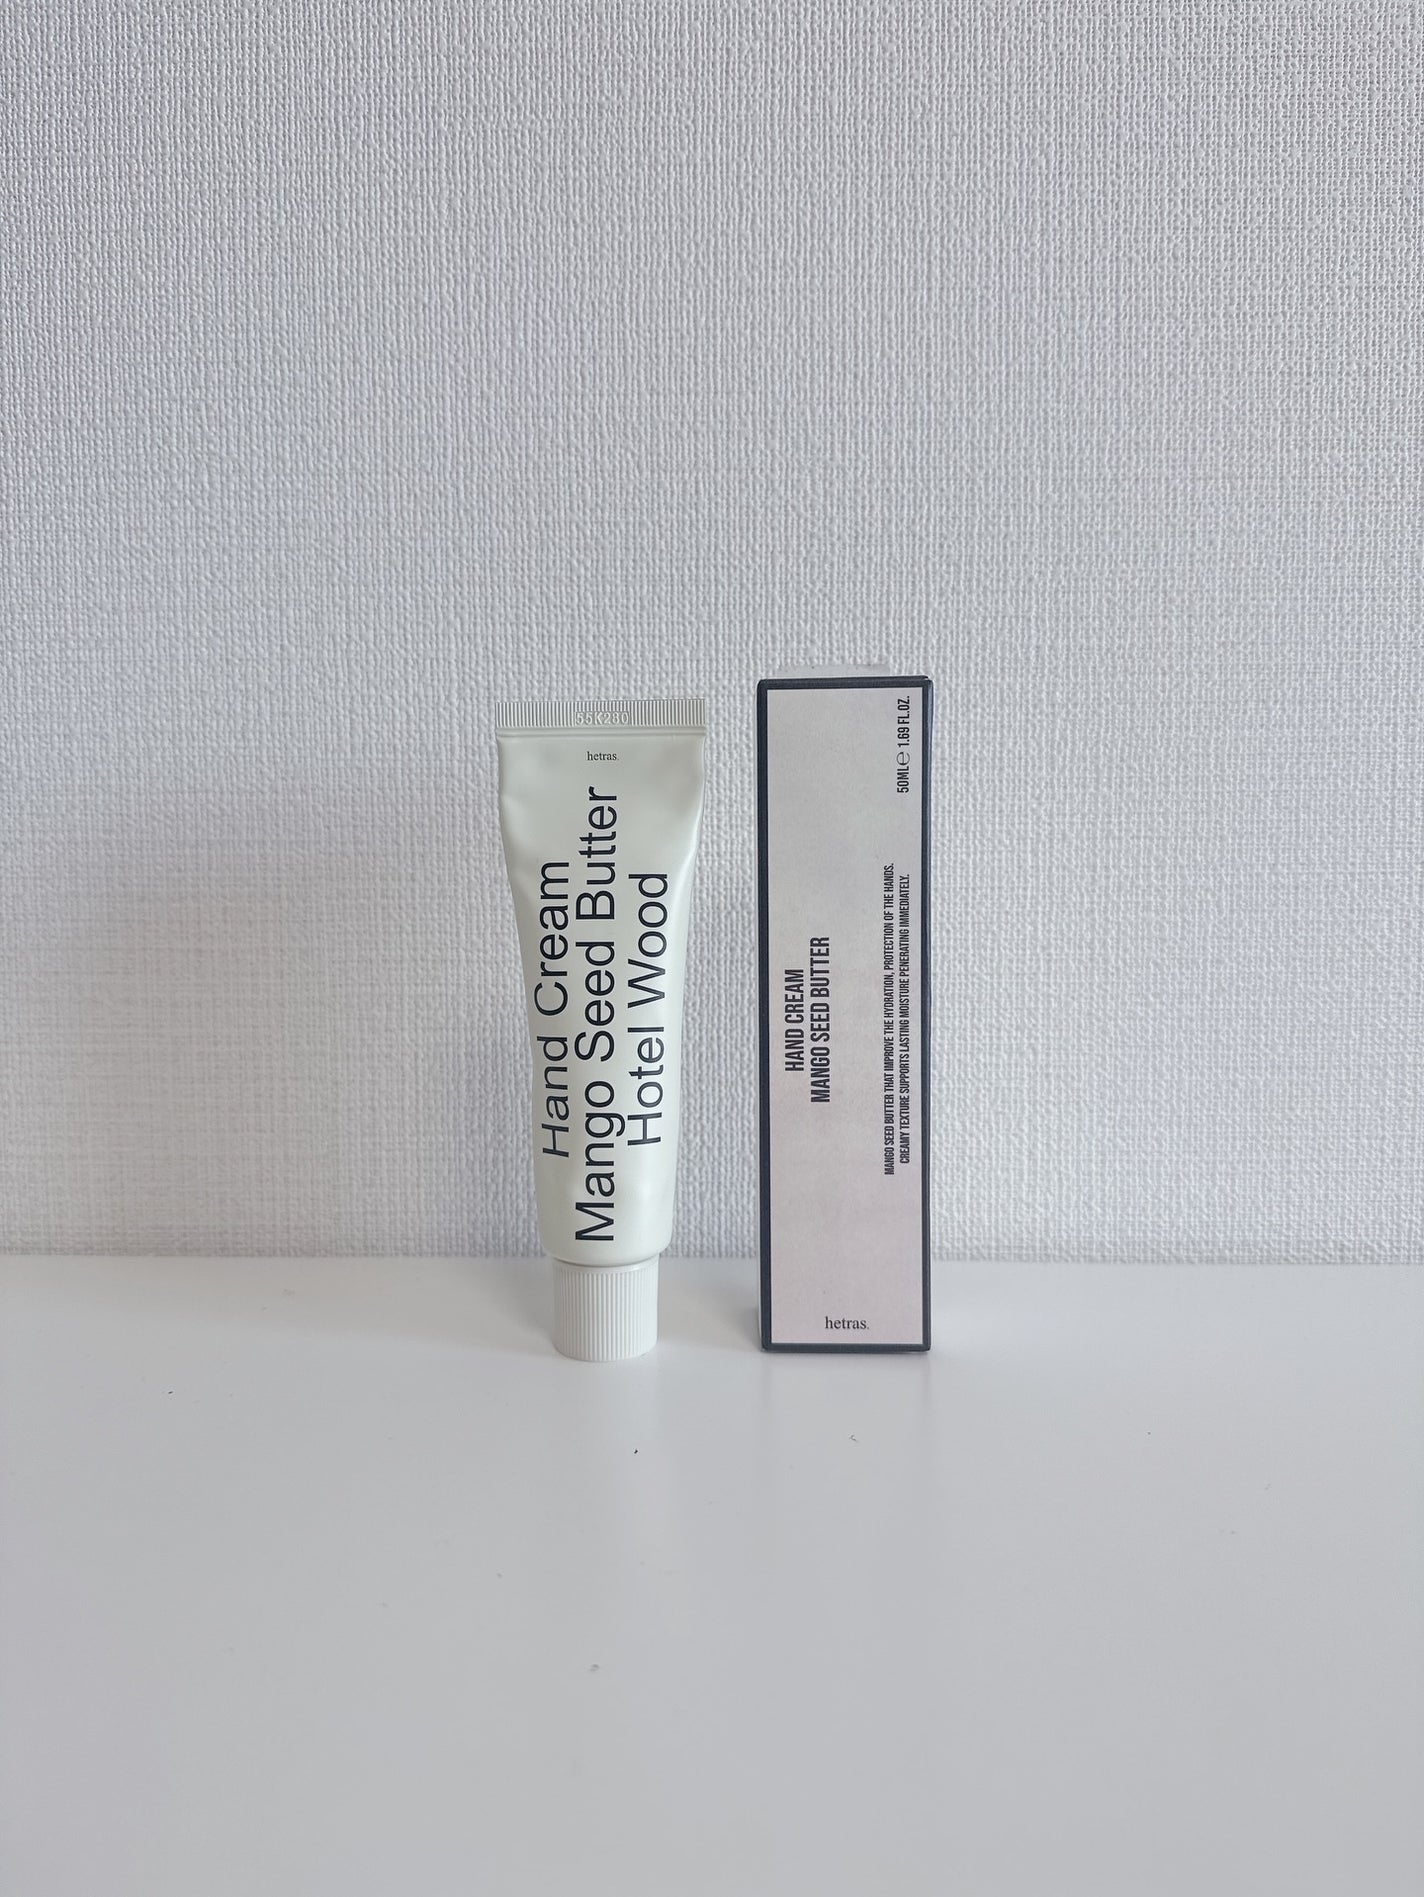 55K280
hetras.
Hand Cream
Mango Seed Butter
Hotel Wood
HAND CREAM
MANGO SEED BUTTER
MANGO SEED BUTTER THAT IMPROVE THE HYDRATION, PROTECTION OF THE HANDS.
CREAMY TEXTURE SUPPORTS LASTING MOISTURE PENERATING IMMEDIATELY.
50ML℮ 1.69 FL.OZ.
hetras.